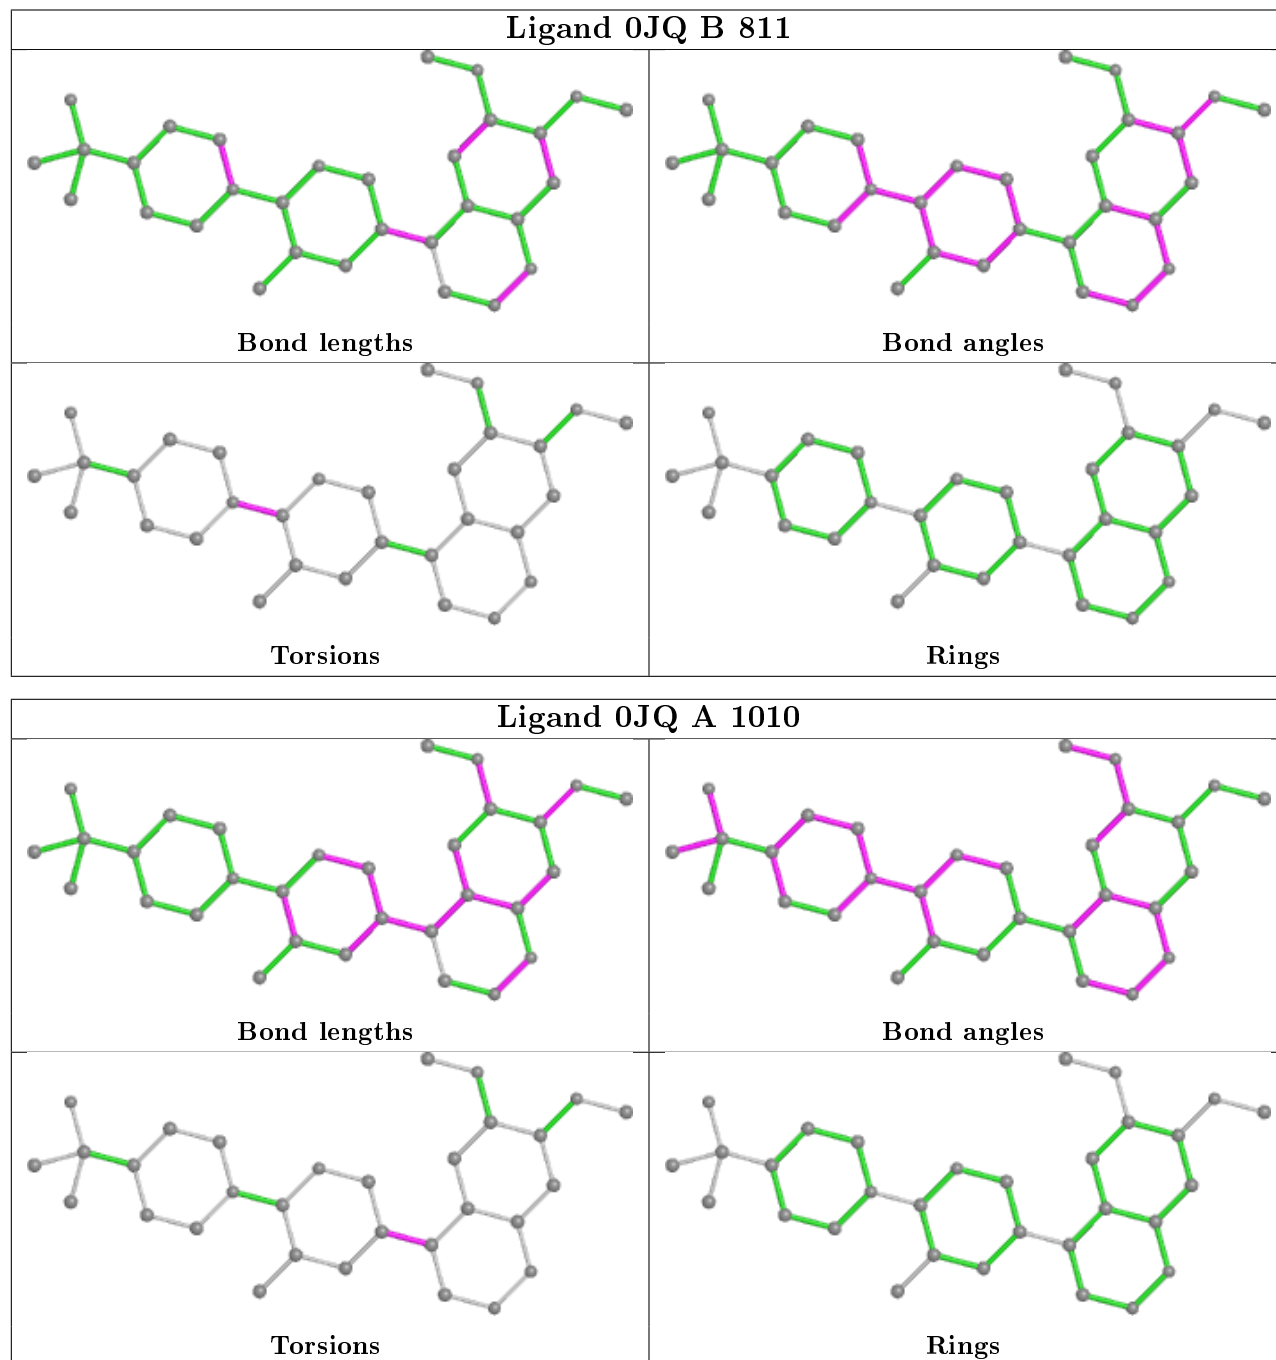 Ligand 0JQ B 811
Bond lengths
Bond angles
Torsions
Rings
Ligand 0JQ A 1010
Bond lengths
Bond angles
Torsions
Rings